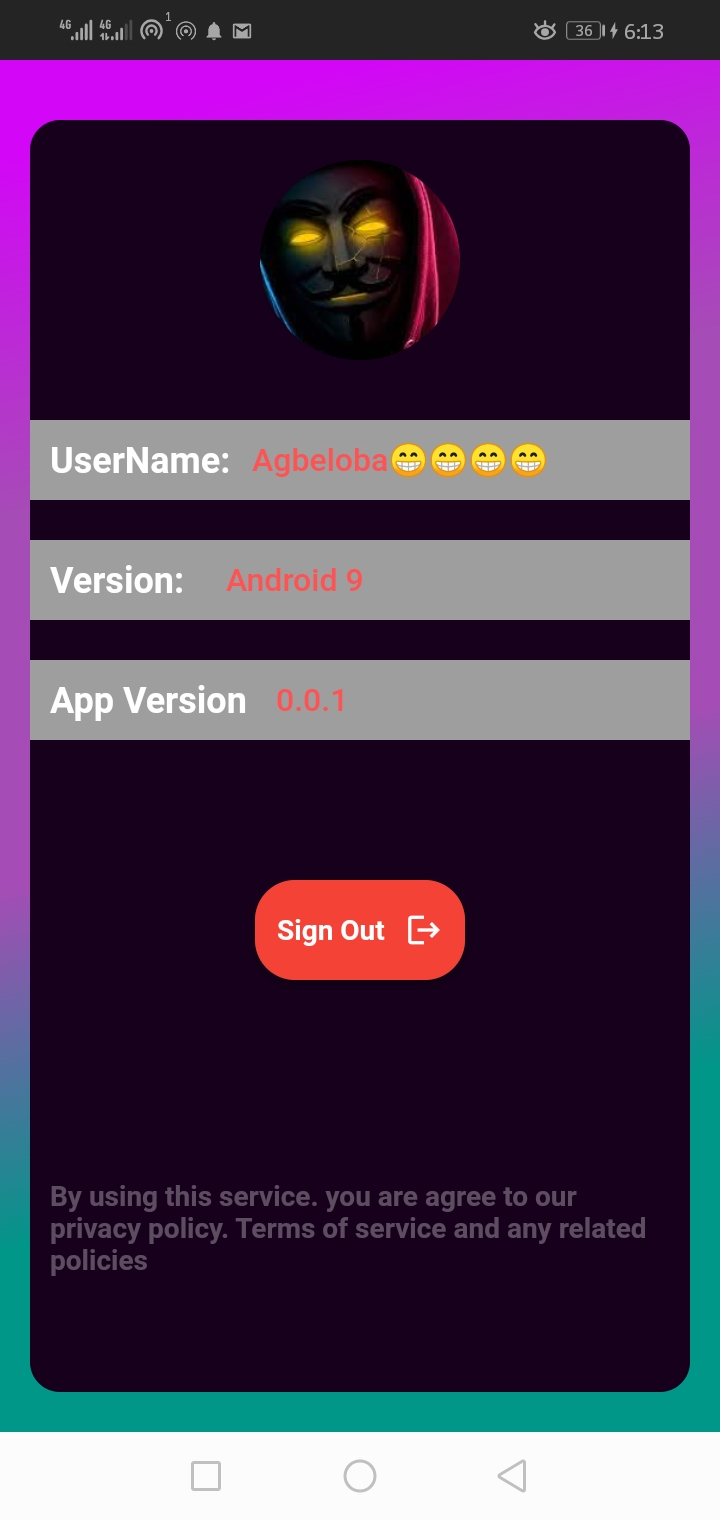 4G 4G 1 36 6:13
UserName: Agbeloba😁😁😁😁
Version: Android 9
App Version 0.0.1
Sign Out
By using this service. you are agree to our
privacy policy. Terms of service and any related
policies